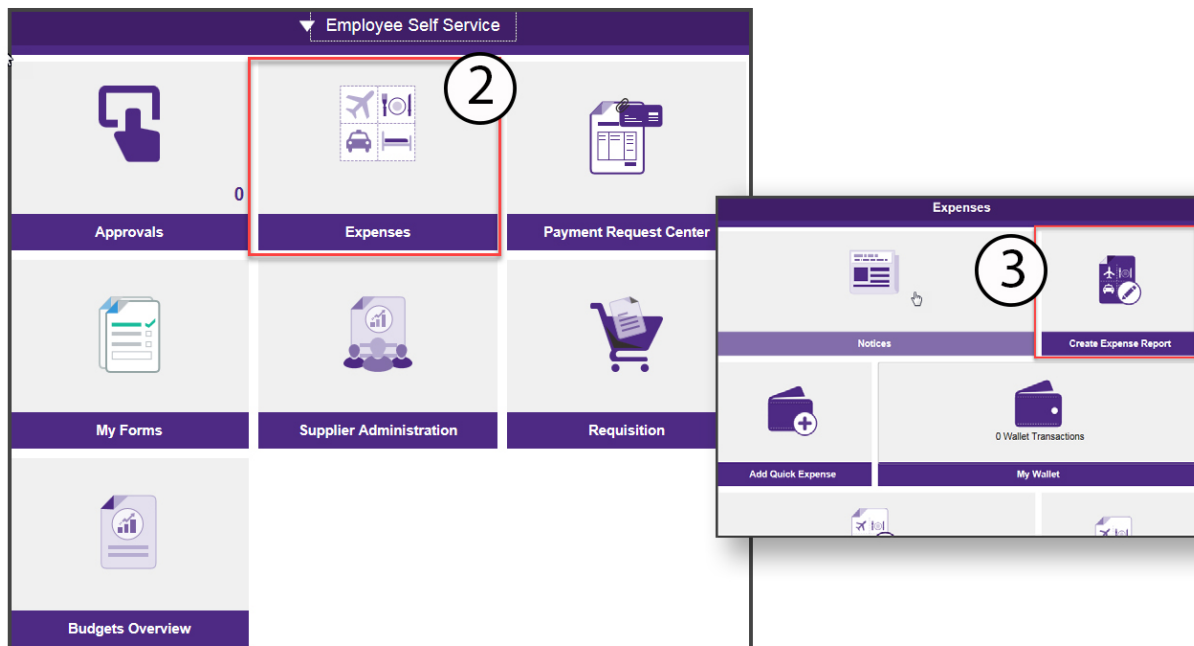 Employee Self Service
2
0
Approvals
Expenses
Payment Request Center
My Forms
Supplier Administration
Requisition
Budgets Overview
Expenses
3
Notices
Create Expense Report
0 Wallet Transactions
Add Quick Expense
My Wallet